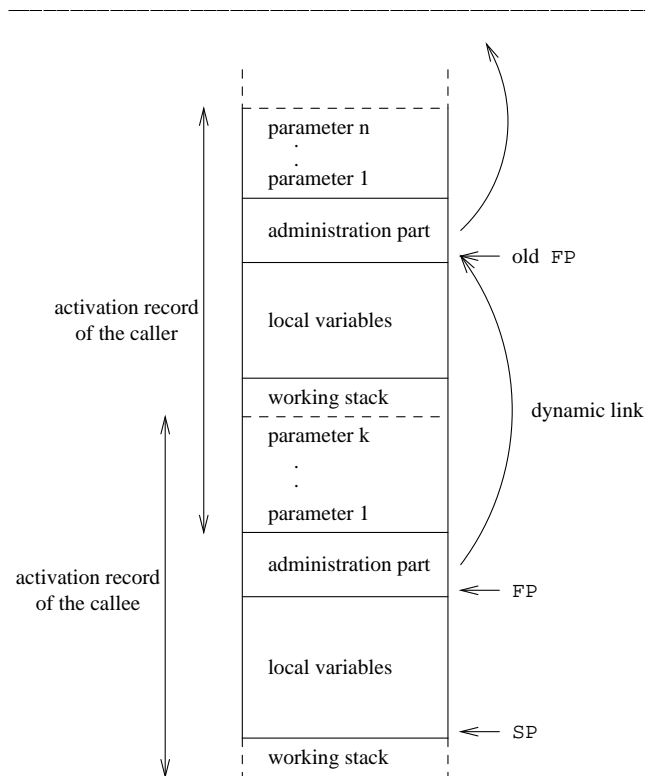 parameter n
.
.
parameter 1
administration part
old FP
activation record
of the caller
local variables
working stack
dynamic link
parameter k
.
.
parameter 1
administration part
activation record
of the callee
FP
local variables
SP
working stack